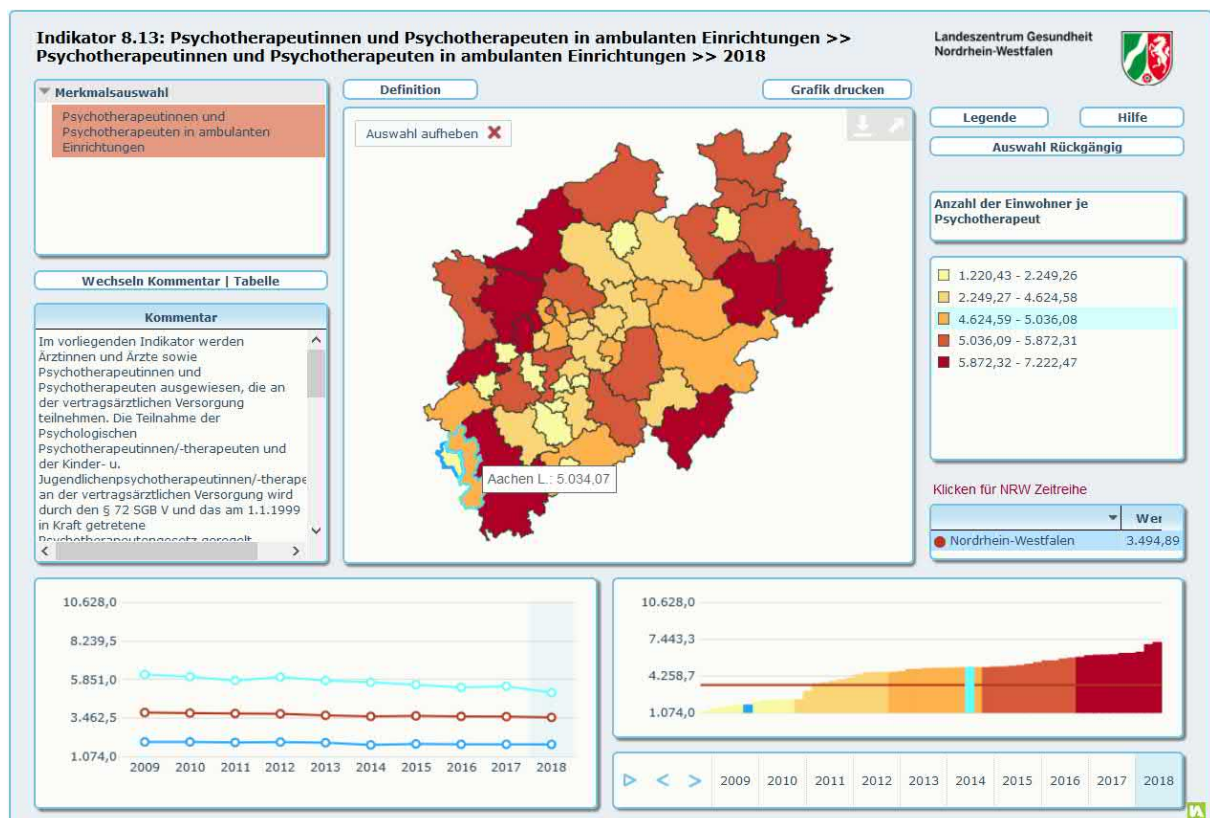 Indikator 8.13: Psychotherapeutinnen und Psychotherapeuten in ambulanten Einrichtungen >>
Psychotherapeutinnen und Psychotherapeuten in ambulanten Einrichtungen >> 2018
Landeszentrum Gesundheit
Nordrhein-Westfalen
Merkmalsauswahl
Psychotherapeutinnen und
Psychotherapeuten in ambulanten
Einrichtungen
Wechseln Kommentar | Tabelle
Kommentar
Im vorliegenden Indikator werden
Ärztinnen und Ärzte sowie
Psychotherapeutinnen und
Psychotherapeuten ausgewiesen, die an
der vertragsärztlichen Versorgung
teilnehmen. Die Teilnahme der
Psychologischen
Psychotherapeutinnen/-therapeuten und
der Kinder- u.
Jugendlichenpsychotherapeutinnen/-therape
an der vertragsärztlichen Versorgung wird
durch den § 72 SGB V und das am 1.1.1999
in Kraft getretene
Psychotherapeutengesetz geregelt
Definition
Grafik drucken
Auswahl aufheben
Aachen L.: 5.034,07
Legende
Hilfe
Auswahl Rückgängig
Anzahl der Einwohner je
Psychotherapeut
1.220,43 - 2.249,26
2.249,27 - 4.624,58
4.624,59 - 5.036,08
5.036,09 - 5.872,31
5.872,32 - 7.222,47
Klicken für NRW Zeitreihe
Wer
Nordrhein-Westfalen 3.494,89
10.628,0
8.239,5
5.851,0
3.462,5
1.074,0
2009 2010 2011 2012 2013 2014 2015 2016 2017 2018
10.628,0
7.443,3
4.258,7
1.074,0
2009 2010 2011 2012 2013 2014 2015 2016 2017 2018